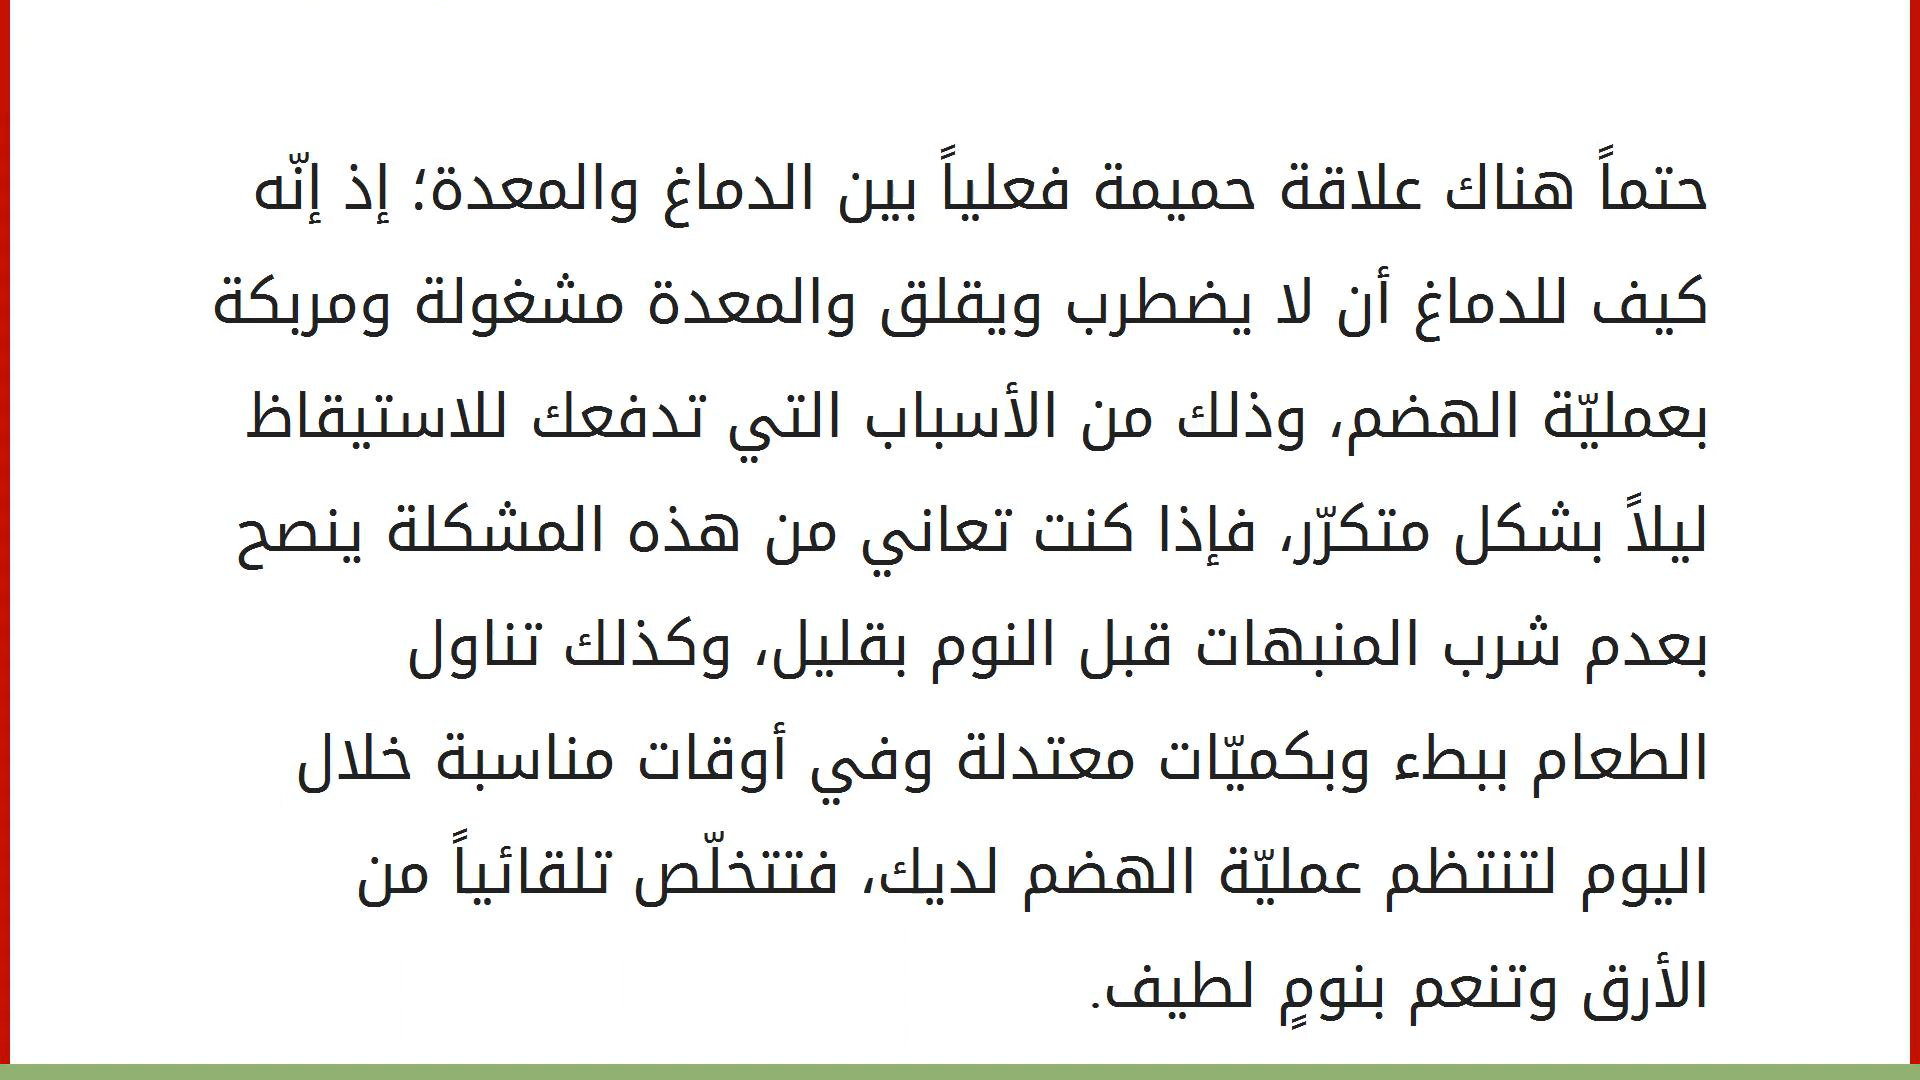 حتماً هناك علاقة حميمة فعلياً بين الدماغ والمعدة؛ إذ إنّه
كيف للدماغ أن لا يضطرب ويقلق والمعدة مشغولة ومربكة
بعمليّة الهضم، وذلك من الأسباب التي تدفعك للاستيقاظ
ليلاً بشكل متكرّر، فإذا كنت تعاني من هذه المشكلة ينصح
بعدم شرب المنبهات قبل النوم بقليل، وكذلك تناول
الطعام ببطء وبكميّات معتدلة وفي أوقات مناسبة خلال
اليوم لتنتظم عمليّة الهضم لديك، فتتخلّص تلقائياً من
الأرق وتنعم بنومٍ لطيف.